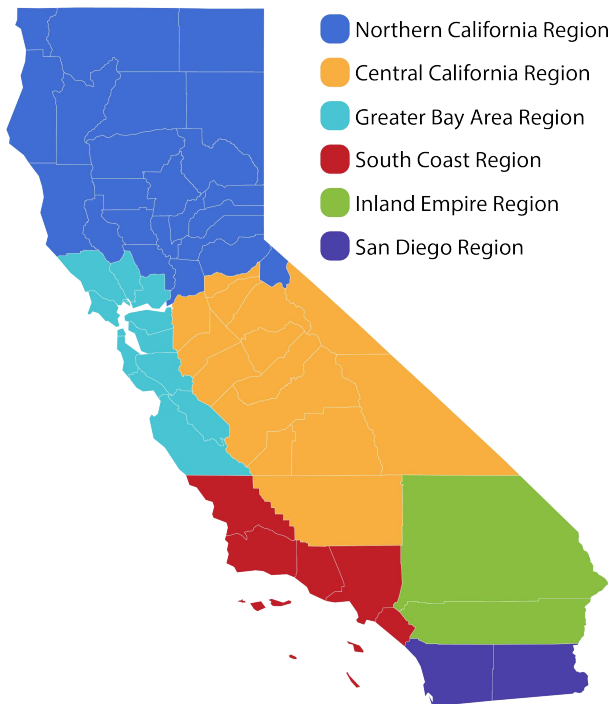 Northern California Region
Central California Region
Greater Bay Area Region
South Coast Region
Inland Empire Region
San Diego Region